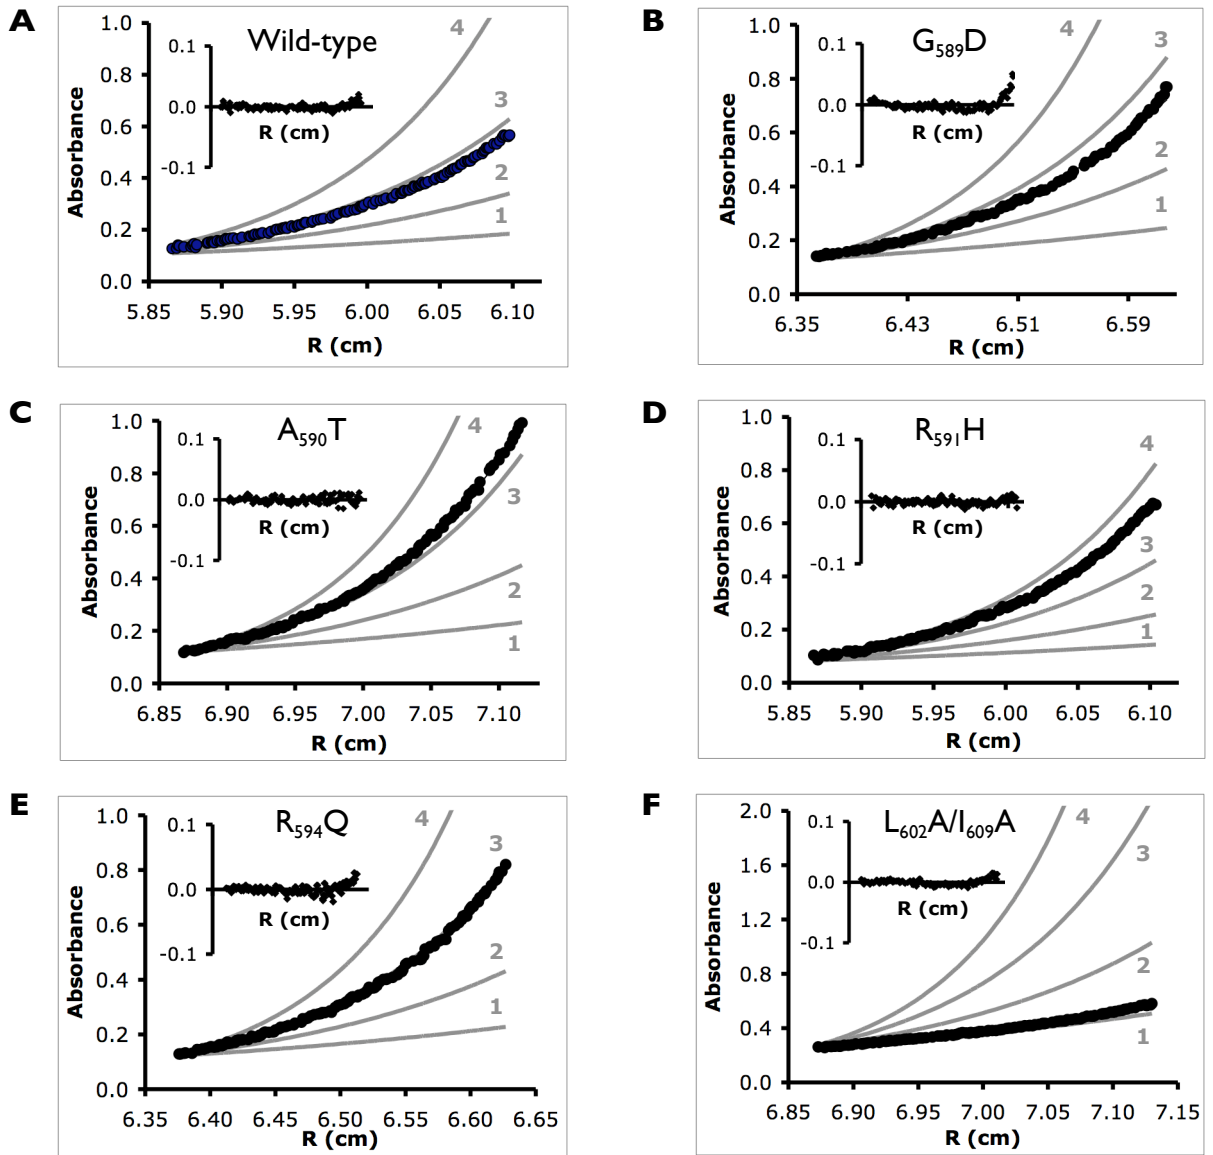 A
Wild-type
Absorbance
1.0
0.8
0.6
0.4
0.2
0.0
0.1
0.0
-0.1
R (cm)
4
3
2
1
5.85 5.90 5.95 6.00 6.05 6.10
R (cm)
B
G589D
Absorbance
1.0
0.8
0.6
0.4
0.2
0.0
0.1
0.0
-0.1
R (cm)
4
3
2
1
6.35 6.43 6.51 6.59
R (cm)
C
A590T
Absorbance
1.0
0.8
0.6
0.4
0.2
0.0
0.1
0.0
-0.1
R (cm)
4
3
2
1
6.85 6.90 6.95 7.00 7.05 7.10
R (cm)
D
R591H
Absorbance
1.0
0.8
0.6
0.4
0.2
0.0
0.1
0.0
-0.1
R (cm)
4
3
2
1
5.85 5.90 5.95 6.00 6.05 6.10
R (cm)
E
R594Q
Absorbance
1.0
0.8
0.6
0.4
0.2
0.0
0.1
0.0
-0.1
R (cm)
4
3
2
1
6.35 6.40 6.45 6.50 6.55 6.60 6.65
R (cm)
F
L602A/I609A
Absorbance
2.0
1.6
1.2
0.8
0.4
0.0
0.1
0.0
-0.1
R (cm)
4
3
2
1
6.85 6.90 6.95 7.00 7.05 7.10 7.15
R (cm)